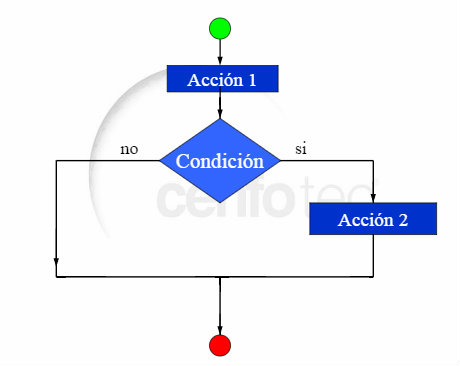 Acción 1
no
si
Condición
cenfotec
Acción 2